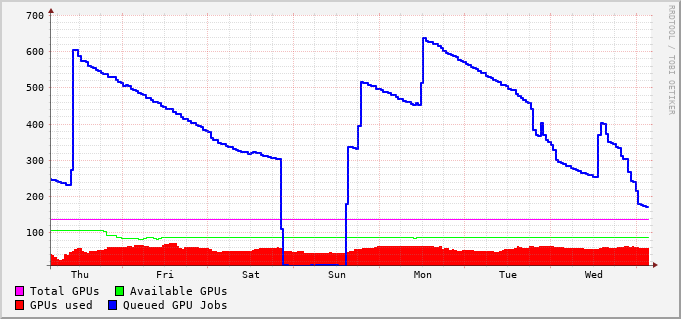 700
600
500
400
300
200
100
Thu Fri Sat Sun Mon Tue Wed
Total GPUs Available GPUs
GPUs used Queued GPU Jobs
RRDTOOL / TOBI OETIKER